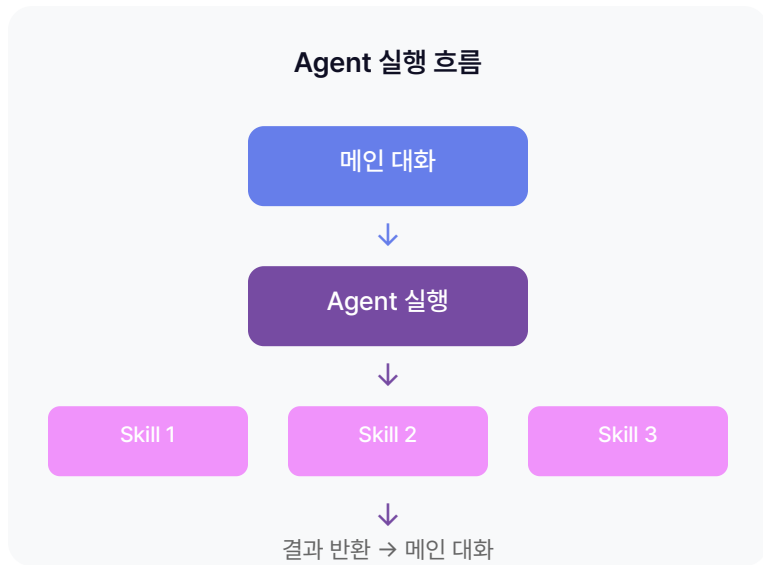 Agent 실행 흐름
메인 대화
↓
Agent 실행
↓
Skill 1
Skill 2
Skill 3
↓
결과 반환 → 메인 대화